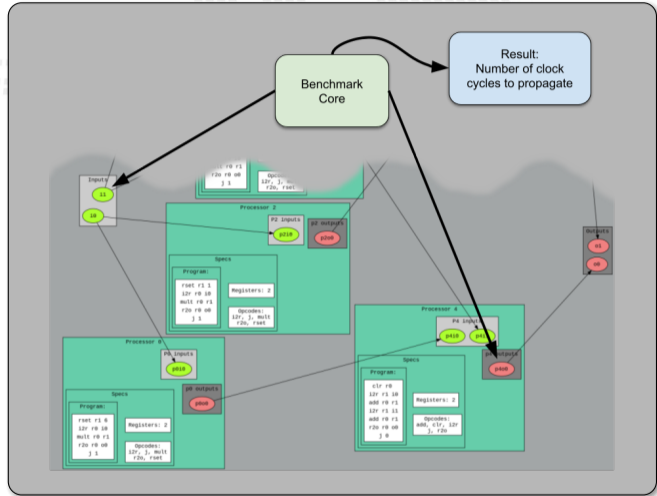 Benchmark
Core
Result:
Number of clock
cycles to propagate
Inputs
i1
i0
r0 r1
r2o r0 o0
j 1
i2r, j,
r2o, rset
Processor 2
P2 inputs
p2i0
p2 outputs
p2o0
Specs
Program:
rset r1 1
i2r r0 i0
mult r0 r1
r2o r0 o0
j 1
Registers: 2
Opcodes:
i2r, j, mult
r2o, rset
Outputs
o1
o0
Processor 4
P4 inputs
p4i0
outputs
p4o0
Specs
Program:
clr r0
i2r r1 i0
add r0 r1
i2r r1 i1
add r0 r1
r2o r0 o0
j 0
Registers: 2
Opcodes:
add, clr, i2r
j, r2o
Processor 0
inputs
p0i0
p0 outputs
p0o0
Specs
Program:
i2r r0 i0
mult r0 r1
r2o r0 o0
j 1
Registers: 2
Opcodes:
i2r, j, mult
r2o, rset